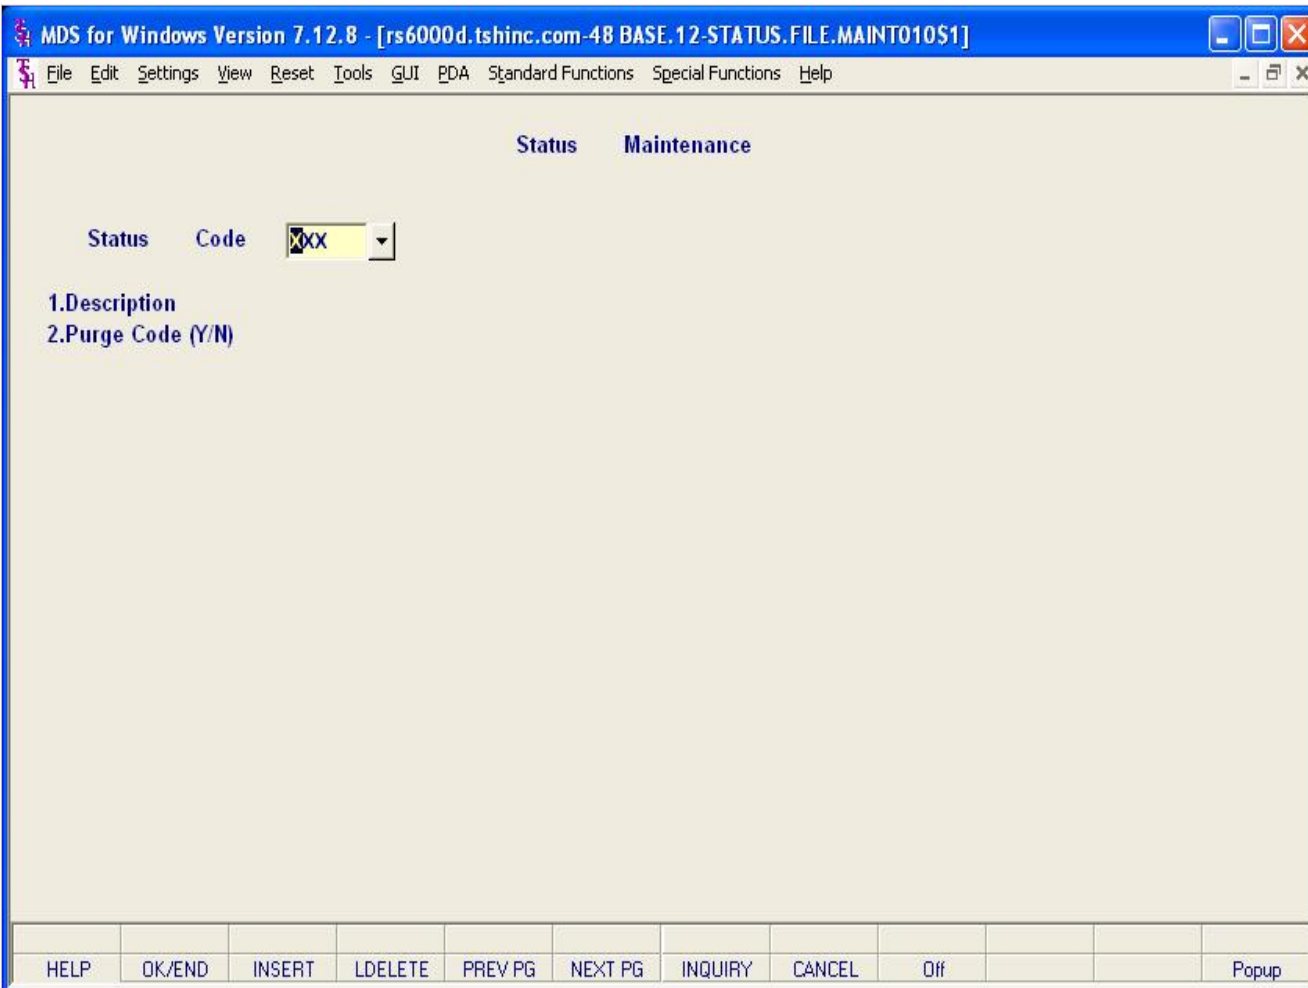 MDS for Windows Version 7.12.8 - [rs6000d.tshinc.com-48 BASE.12-STATUS.FILE.MAINT010$1]
File Edit Settings View Reset Tools GUI PDA Standard Functions Special Functions Help
Status Maintenance
Status Code XXX
1.Description
2.Purge Code (Y/N)
HELP OK/END INSERT LDELETE PREV PG NEXT PG INQUIRY CANCEL Off Popup